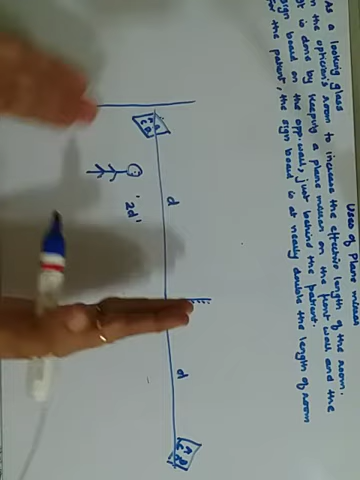 Uses of Plane mirror
As a looking glass
In the optician's room to increase the effective length of the room.
It is done by keeping a plane mirror on the front wall and the
sign board on the opp. wall, just behind the patient.
For the patient, the sign board is at nearly double the length of room
d
'2d'
d